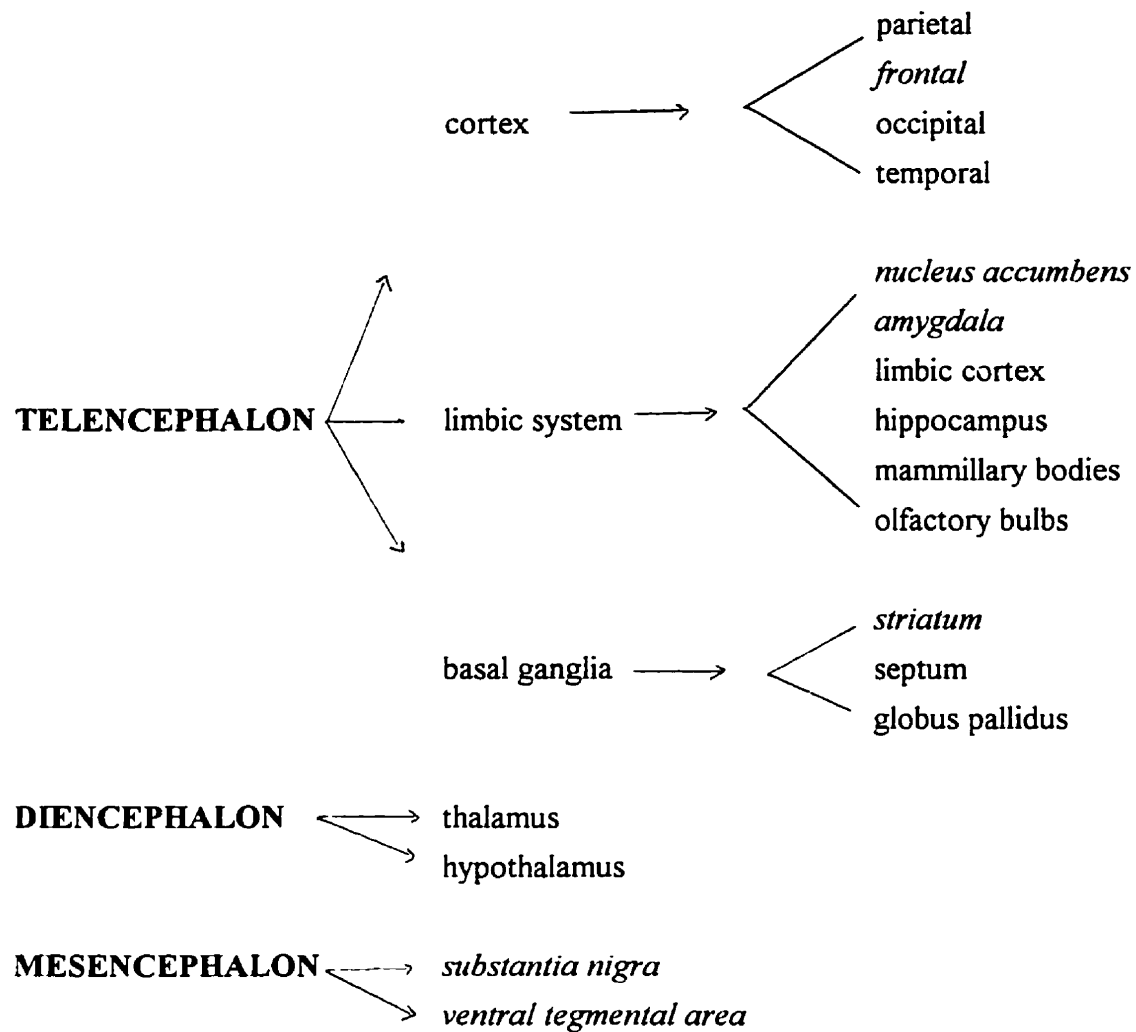 parietal
frontal
cortex
occipital
temporal
nucleus accumbens
amygdala
limbic cortex
TELENCEPHALON
limbic system
hippocampus
mammillary bodies
olfactory bulbs
striatum
basal ganglia
septum
globus pallidus
DIENCEPHALON
thalamus
hypothalamus
MESENCEPHALON
substantia nigra
ventral tegmental area